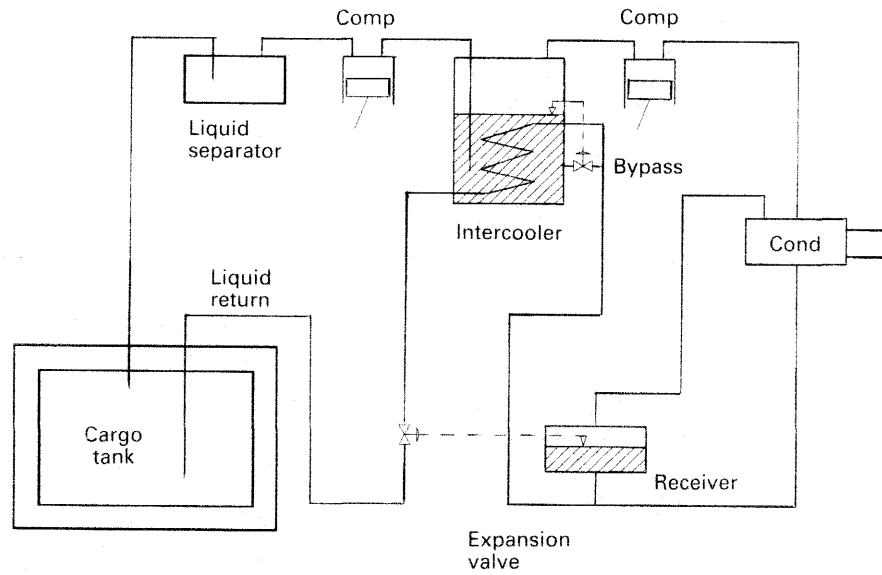 Comp
Comp
Liquid
separator
Bypass
Intercooler
Cond
Liquid
return
Cargo
tank
Receiver
Expansion
valve